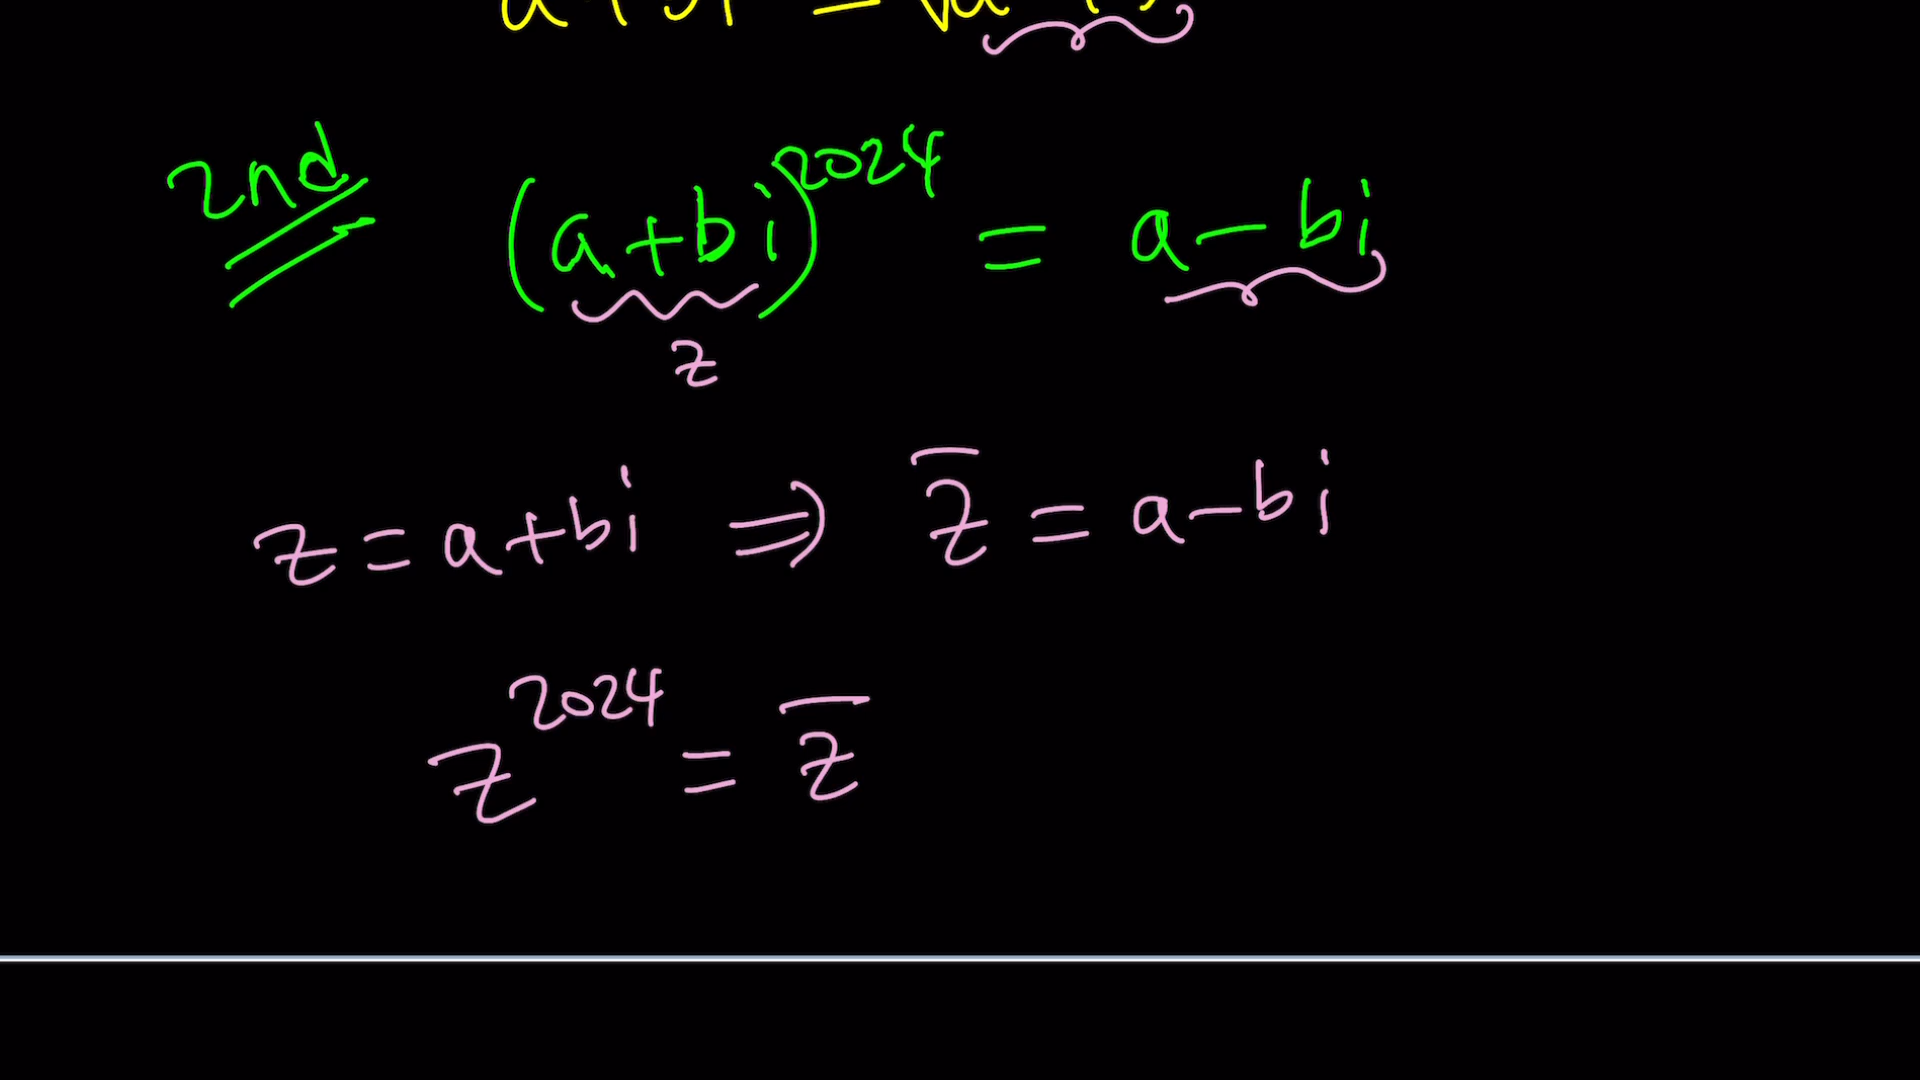 2nd (a+bi)^2024 = a-bi
z
z = a+bi ⇒ z̅ = a-bi
z^2024 = z̅